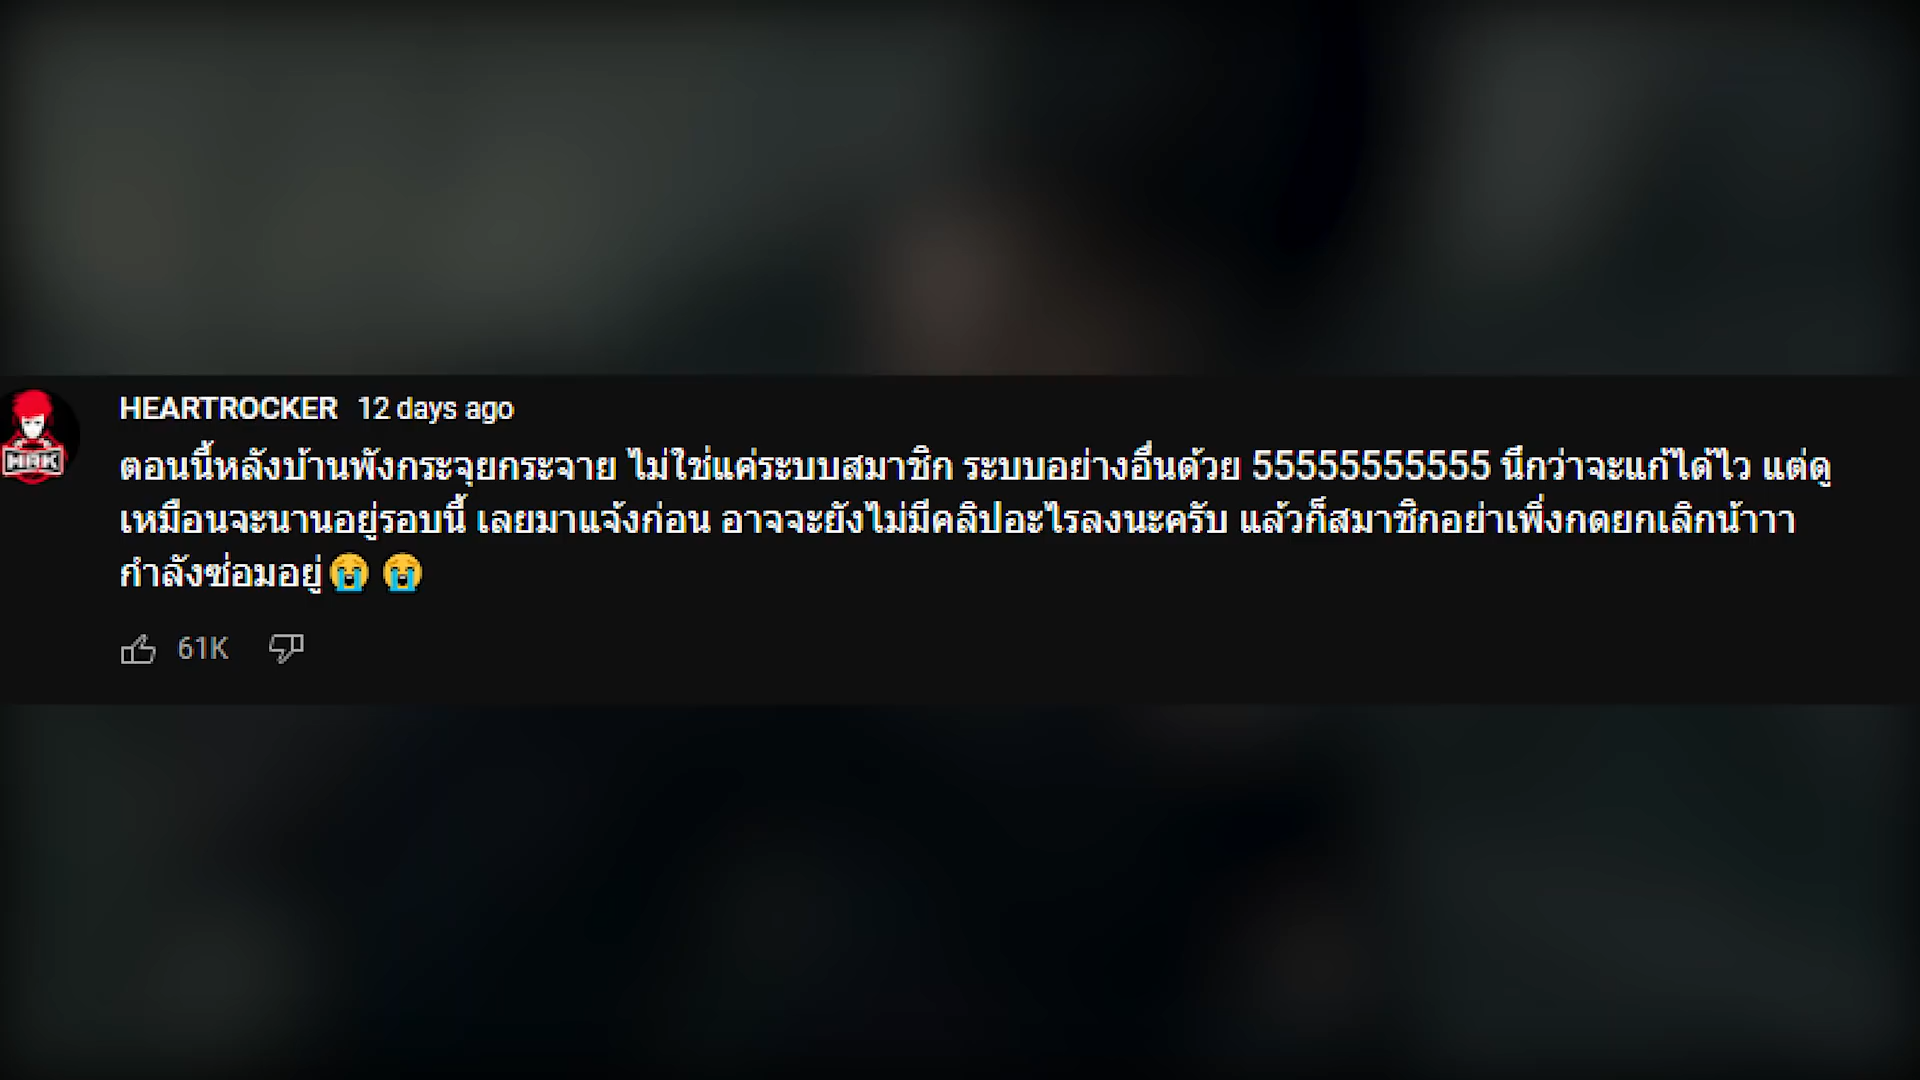 HEARTROCKER 12 days ago
ตอนนี้หลังบ้านพังกระจุยกระจาย ไม่ใช่แค่ระบบสมาชิก ระบบอย่างอื่นด้วย 55555555555 นึกว่าจะแก้ได้ไว แต่ดู
เหมือนจะนานอยู่รอบนี้ เลยมาแจ้งก่อน อาจจะยังไม่มีคลิปอะไรลงนะครับ แล้วก็สมาชิกอย่าเพิ่งกดยกเลิกน้าาา
กำลังซ่อมอยู่😭 😭
61K
HRK